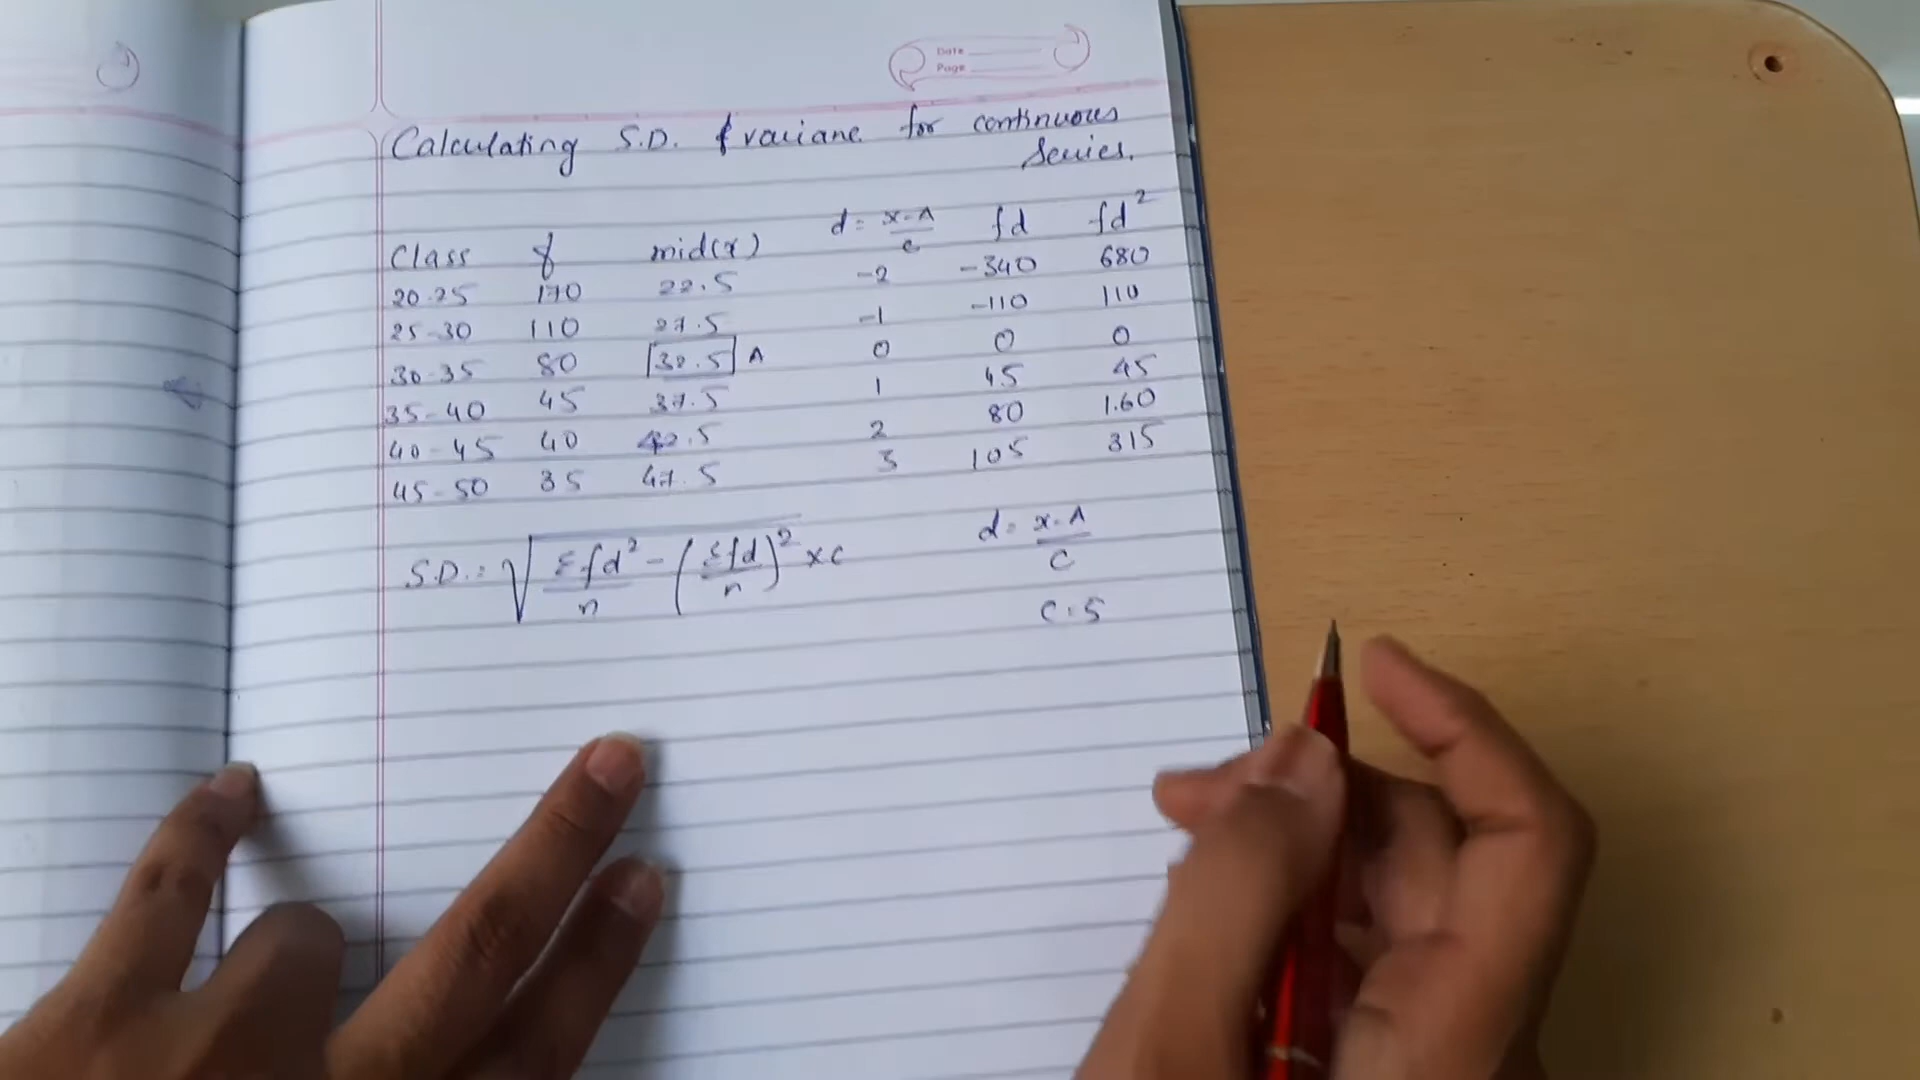 Date
Page
Calculating S.D. & variane for continuous
Series.
Class f mid(x) d = x-A/c fd fd²
20-25 170 22.5 -2 -340 680
25-30 110 27.5 -1 -110 110
30-35 80 32.5 A 0 0 0
35-40 45 37.5 1 45 45
40-45 40 42.5 2 80 160
45-50 35 47.5 3 105 315
S.D. = √Σfd²/n - (Σfd/n)² xc
d = x-A/c
c = 5